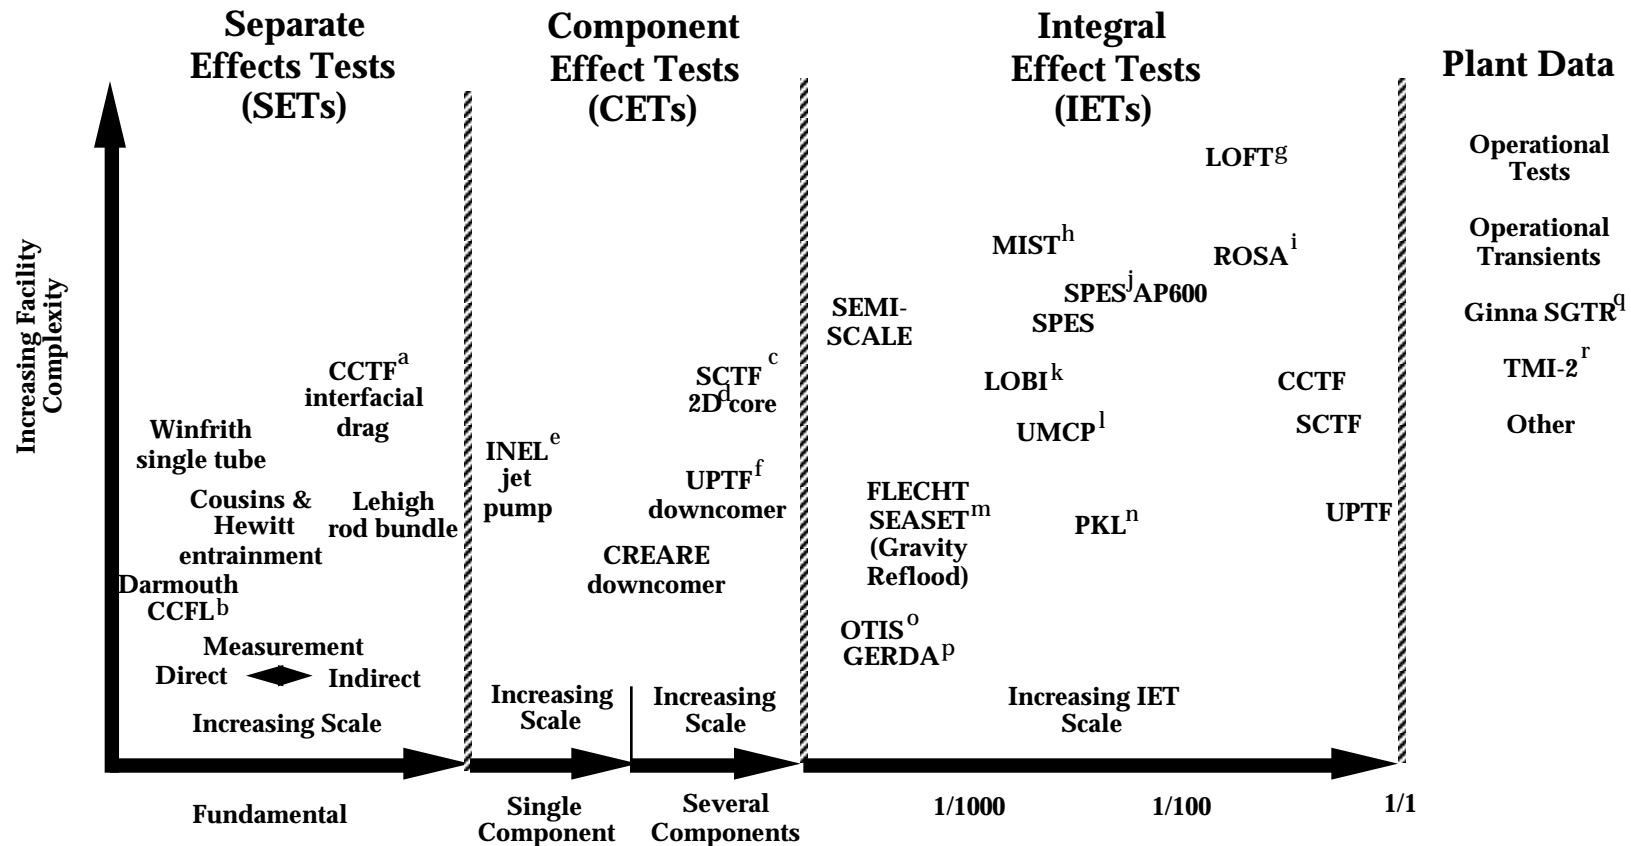 Separate
Effects Tests
(SETs)
Component
Effect Tests
(CETs)
Integral
Effect Tests
(IETs)
Plant Data
Increasing Facility
Complexity
CCTFa
interfacial
drag
Winfrith
single tube
Cousins &
Hewitt
entrainment
Lehigh
rod bundle
Darmouth
CCFLb
Measurement
Direct
Indirect
Increasing Scale
Fundamental
SCTFc
2Dd core
INELe
jet
pump
UPTFf
downcomer
CREARE
downcomer
Increasing
Scale
Increasing
Scale
Single
Component
Several
Components
LOFTg
MISTh
ROSAi
SPESjAP600
SPES
SEMI-
SCALE
LOBIk
CCTF
UMCPl
SCTF
FLECHT
SEASETm
(Gravity
Reflood)
PKLn
UPTF
OTISo
GERDAp
Increasing IET
Scale
1/1000
1/100
1/1
Operational
Tests
Operational
Transients
Ginna SGTRq
TMI-2r
Other